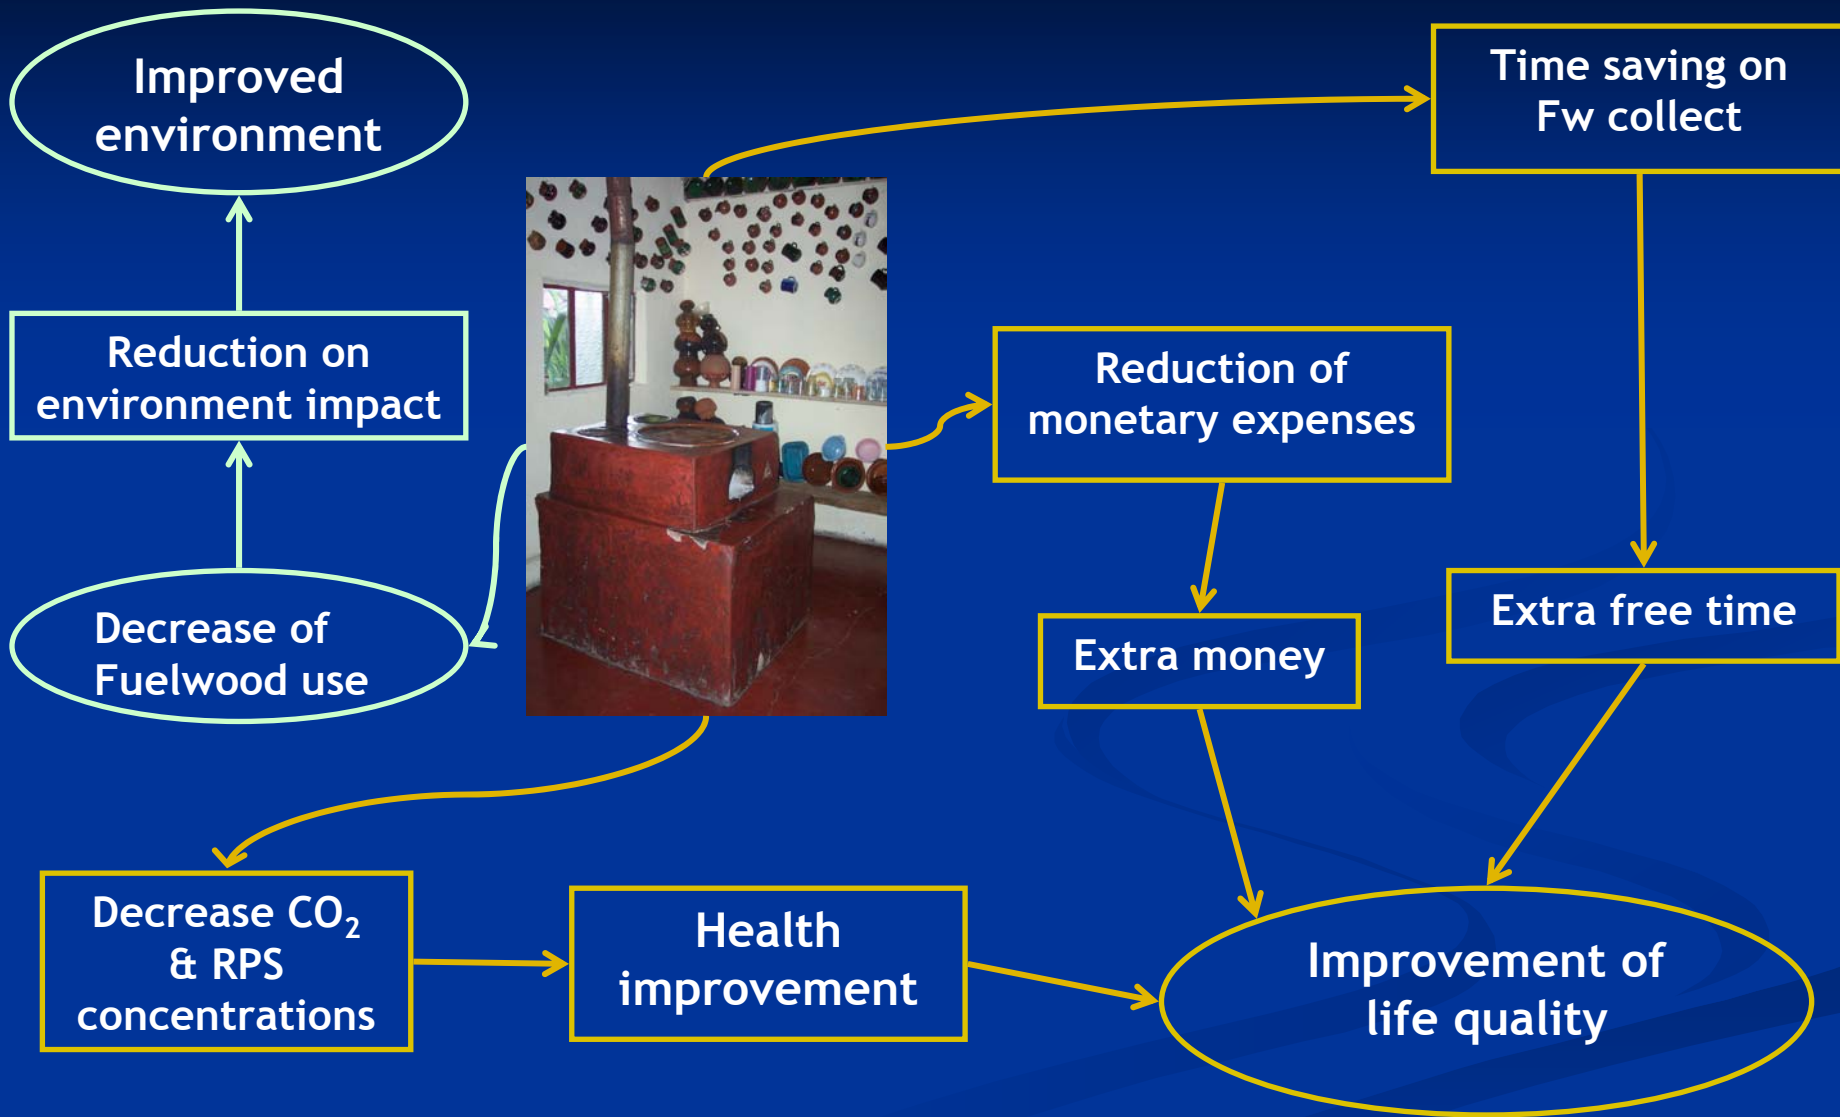 Improved
environment
Time saving on
Fw collect
Reduction on
environment impact
Reduction of
monetary expenses
Decrease of
Fuelwood use
Extra money
Extra free time
Decrease CO₂
& RPS
concentrations
Health
improvement
Improvement of
life quality